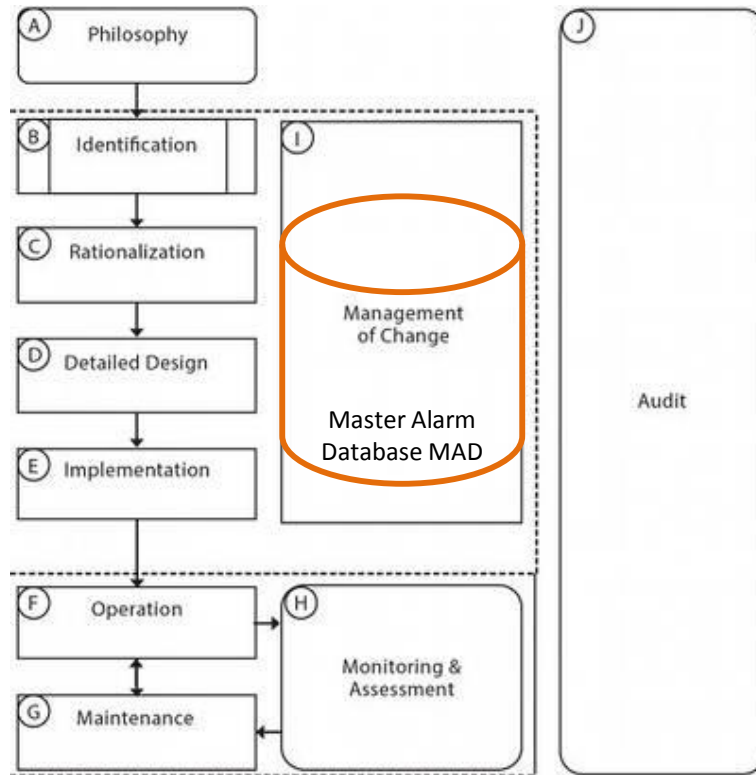 A
Philosophy
B
Identification
C
Rationalization
D
Detailed Design
E
Implementation
F
Operation
G
Maintenance
I
Management
of Change
Master Alarm
Database MAD
H
Monitoring &
Assessment
J
Audit